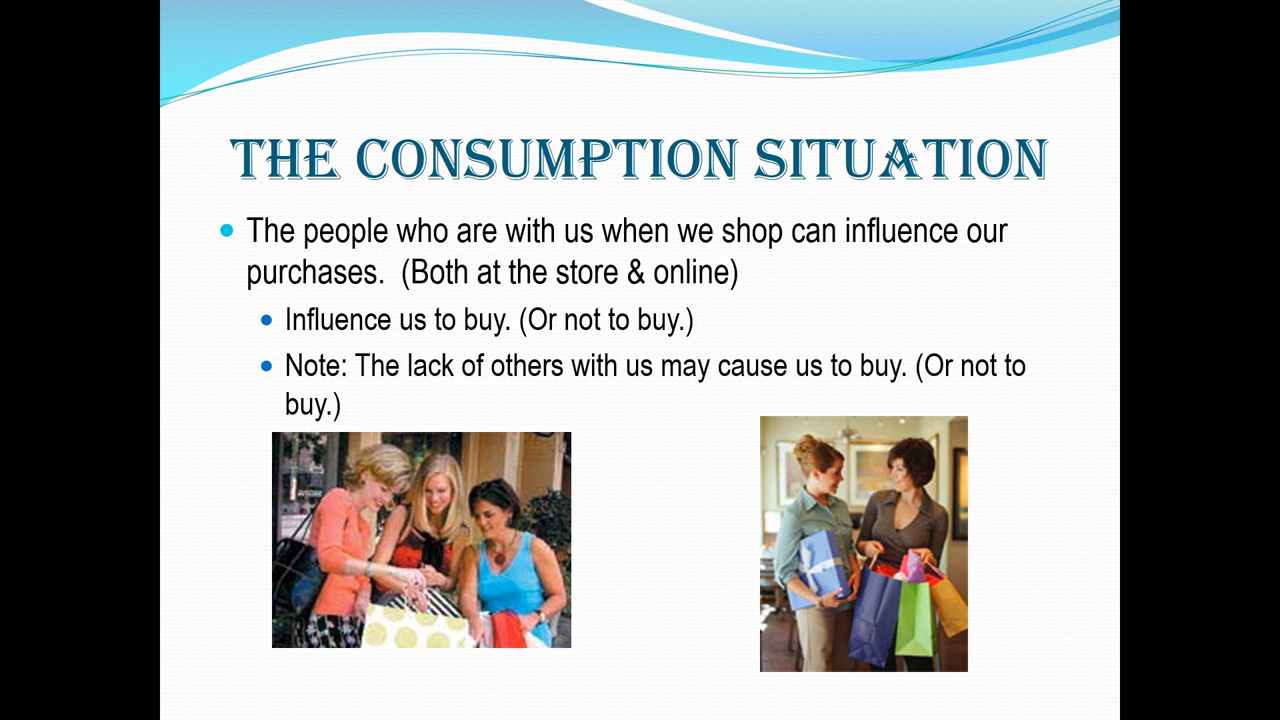 THE CONSUMPTION SITUATION
The people who are with us when we shop can influence our
purchases.  (Both at the store & online)
Influence us to buy. (Or not to buy.)
Note: The lack of others with us may cause us to buy. (Or not to
buy.)